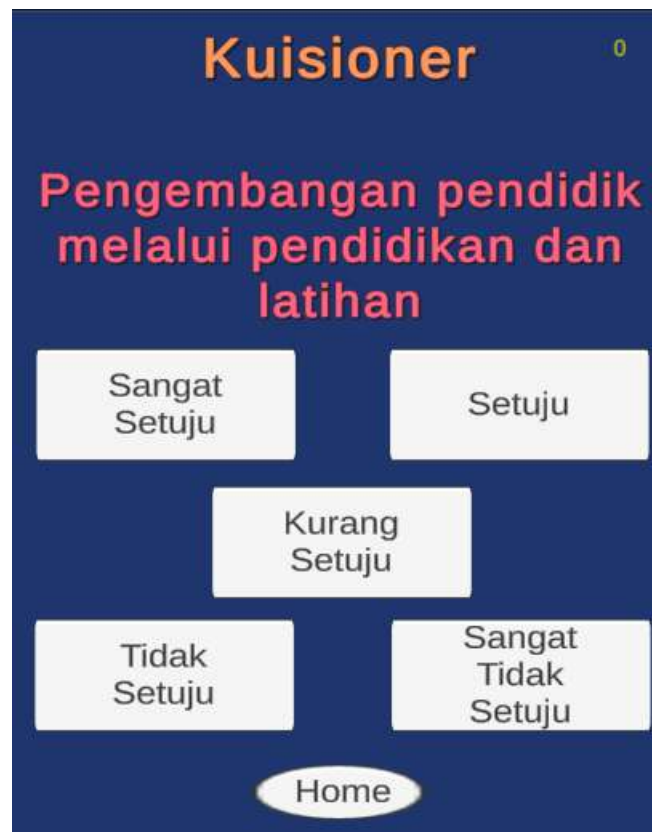 Kuisioner
0
Pengembangan pendidik
melalui pendidikan dan
latihan
Sangat
Setuju
Setuju
Kurang
Setuju
Tidak
Setuju
Sangat
Tidak
Setuju
Home